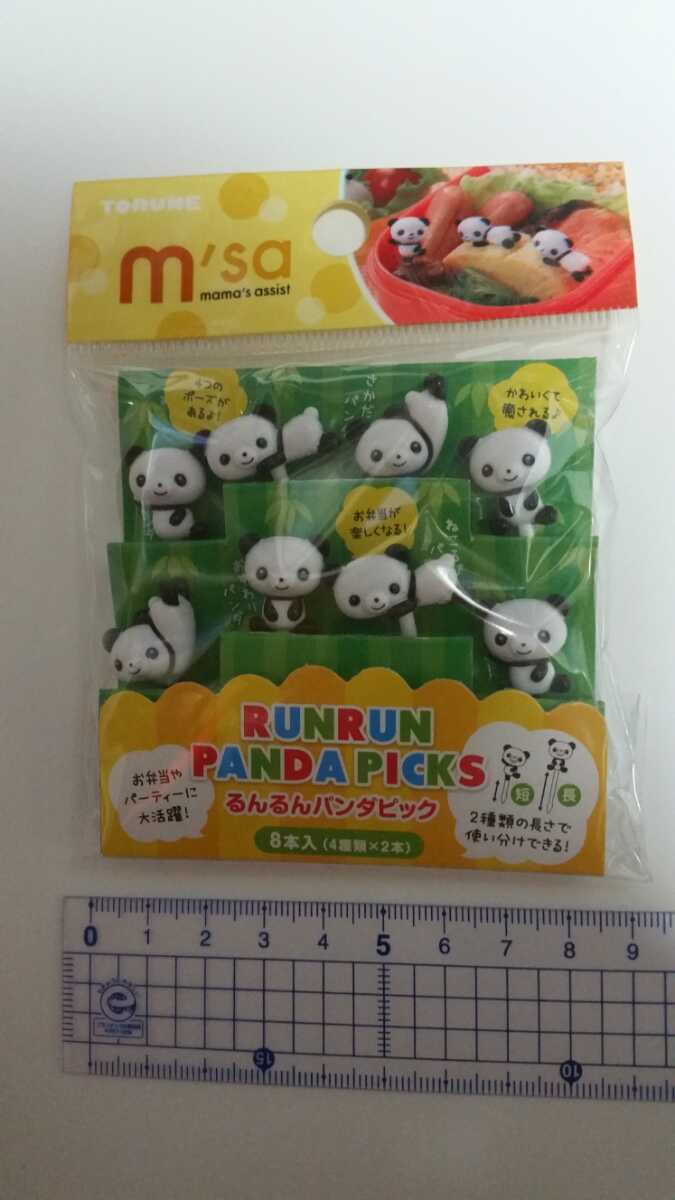 TORUNE
m'sa
mama's assist
4つの
ポーズが
あるよ!
さかだち
パンダ
かわいくて
癒される♪
お弁当が
楽しくなる!
パンダ
RUNRUN
PANDA PICKS
るんるんパンダピック
8本入(4種類×2本)
お弁当や
パーティーに
大活躍!
短 長
2種類の長さで
使い分けできる!
0 1 2 3 4 5 6 7 8 9
15 10